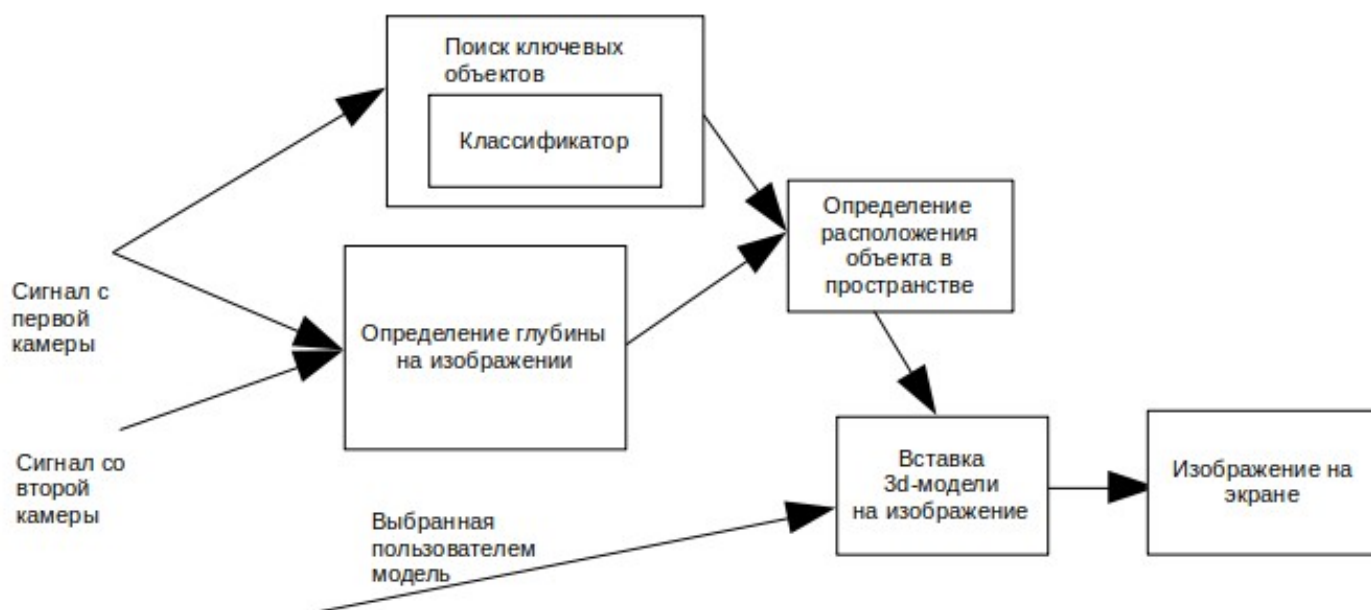 Поиск ключевых
объектов
Классификатор
Определение
расположения
объекта в
пространстве
Сигнал с
первой
камеры
Определение глубины
на изображении
Сигнал со
второй
камеры
Вставка
3d-модели
на изображение
Изображение на
экране
Выбранная
пользователем
модель